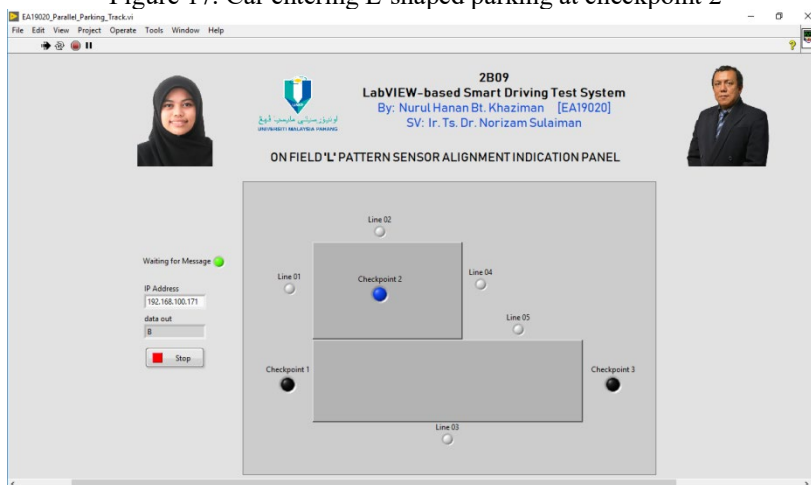 Figure 17: Car entering L-shaped parking at checkpoint 2
EA19020_Parallel_Parking_Track.vi
File Edit View Project Operate Tools Window Help
2B09
LabVIEW-based Smart Driving Test System
By: Nurul Hanan Bt. Khaziman [EA19020]
SV: Ir. Ts. Dr. Norizam Sulaiman
UNIVERSITI MALAYSIA PAHANG
ON FIELD 'L' PATTERN SENSOR ALIGNMENT INDICATION PANEL
Line 02
Waiting for Message
Line 01
Checkpoint 2
Line 04
IP Address
192.168.100.171
data out
B
Line 05
Stop
Checkpoint 1
Checkpoint 3
Line 03